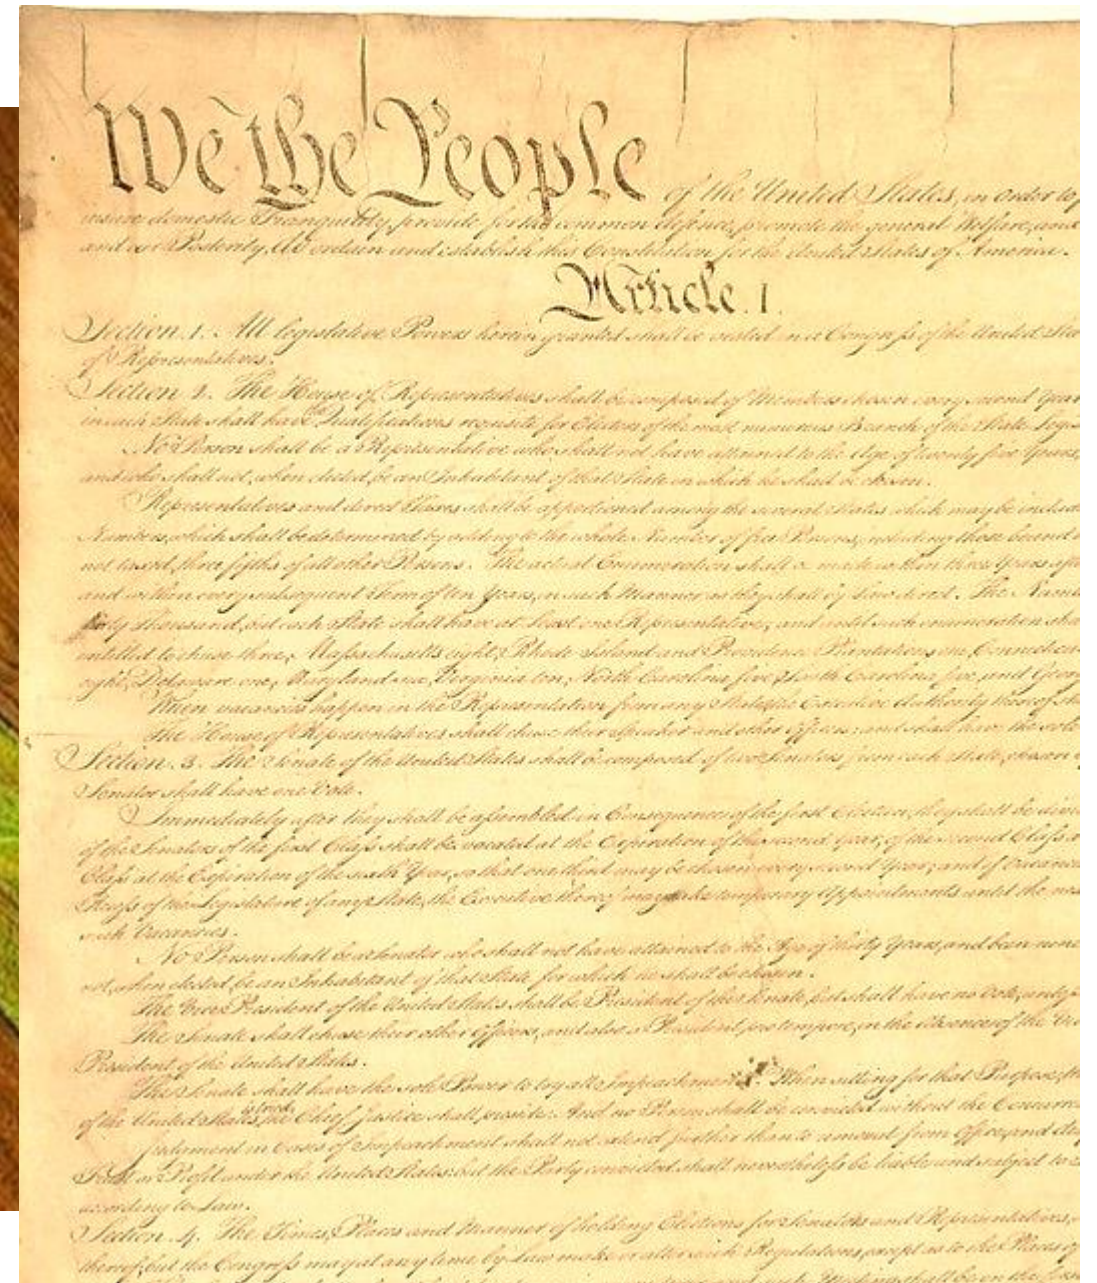 We the People of the United States, in order to
insure domestic Tranquility, provide for the common defence, promote the general Welfare, and
and our Posterity, do ordain and establish this Constitution for the United States of America.
Article. I.
Section. 1. All legislative Powers herein granted shall be vested in a Congress of the United
of Representatives.
Section. 2. The House of Representatives shall be composed of Members chosen every second Year
in each State shall have the Qualifications requisite for Electors of the most numerous Branch of the State
No Person shall be a Representative who shall not have attained to the Age of twenty five Years,
and who shall not, when elected, be an Inhabitant of that State in which he shall be chosen.
Representatives and direct Taxes shall be apportioned among the several States which may be
Numbers, which shall be determined by adding to the whole Number of free Persons, including those bound
not taxed, three fifths of all other Persons. The actual Enumeration shall be made within three Years
and within every subsequent Term of ten Years, in such Manner as they shall by Law direct. The
thirty Thousand, but each State shall have at Least one Representative; and until such enumeration
entitled to chuse three, Massachusetts eight, Rhode Island and Providence Plantations one,
eight, Delaware one, Maryland six, Virginia ten, North Carolina five, South Carolina five, and
When vacancies happen in the Representation from any State, the Executive Authority thereof
The House of Representatives shall chuse their Speaker and other Officers; and shall have the sole
Section. 3. The Senate of the United States shall be composed of two Senators from each State, chosen
Senator shall have one Vote.
Immediately after they shall be assembled in Consequence of the first Election, they shall be
of the Senators of the first Class shall be vacated at the Expiration of the second Year, of the second Class
Class at the Expiration of the sixth Year, so that one third may be chosen every second Year; and if
Recess of the Legislature of any State, the Executive thereof may make temporary Appointments until the
such Vacancies.
No Person shall be a Senator who shall not have attained to the Age of thirty Years, and been
not, when elected, be an Inhabitant of that State for which he shall be chosen.
The Vice President of the United States shall be President of the Senate, but shall have no Vote,
The Senate shall chuse their other Officers, and also a President pro tempore, in the Absence of the
President of the United States.
The Senate shall have the sole Power to try all Impeachments. When sitting for that Purpose,
of the United States is tried, the Chief Justice shall preside: And no Person shall be convicted without the
Judgment in Cases of Impeachment shall not extend further than to removal from Office, and
Trust or Profit under the United States: but the Party convicted shall nevertheless be liable and subject to
according to Law.
Section. 4. The Times, Places and Manner of holding Elections for Senators and Representatives,
thereof; but the Congress may at any time by Law make or alter such Regulations, except as to the Places of